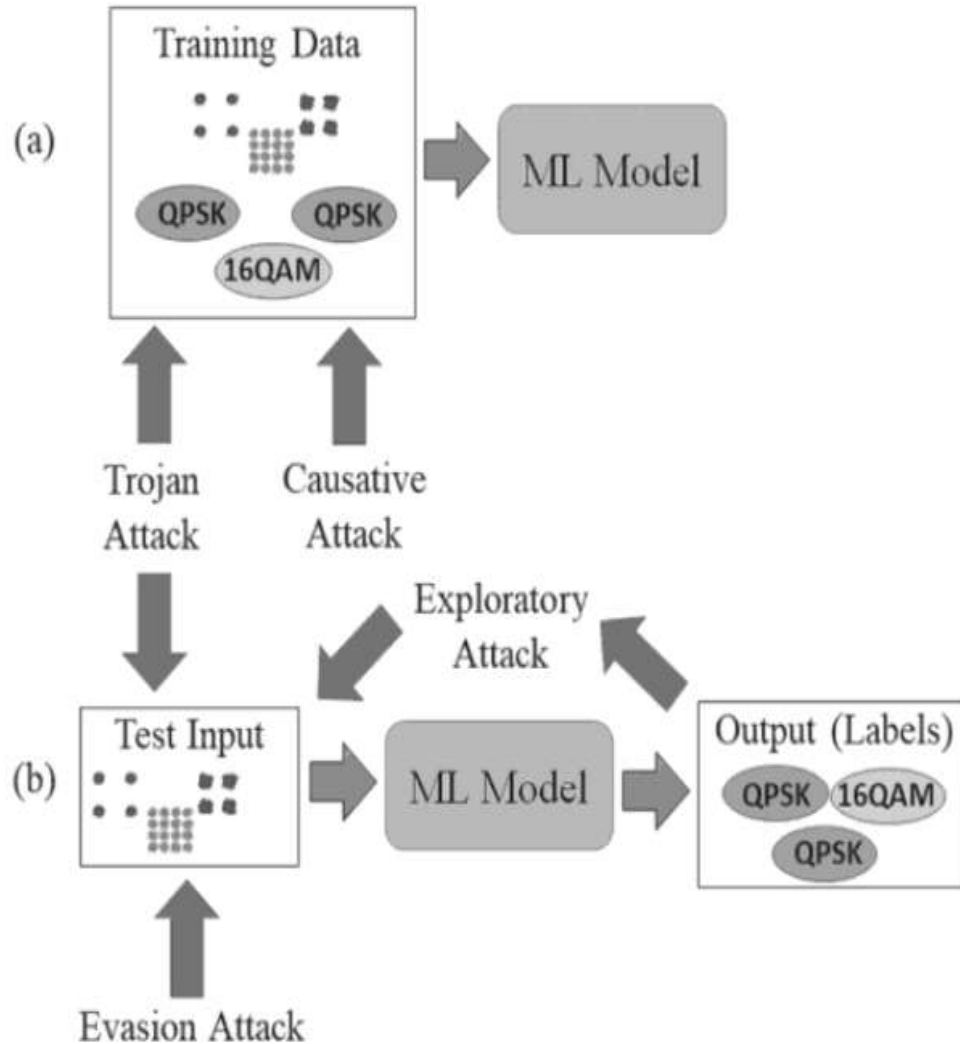 Training Data
(a)
QPSK QPSK
16QAM
ML Model
Trojan
Attack
Causative
Attack
Exploratory
Attack
(b)
Test Input
ML Model
Output (Labels)
QPSK 16QAM
QPSK
Evasion Attack